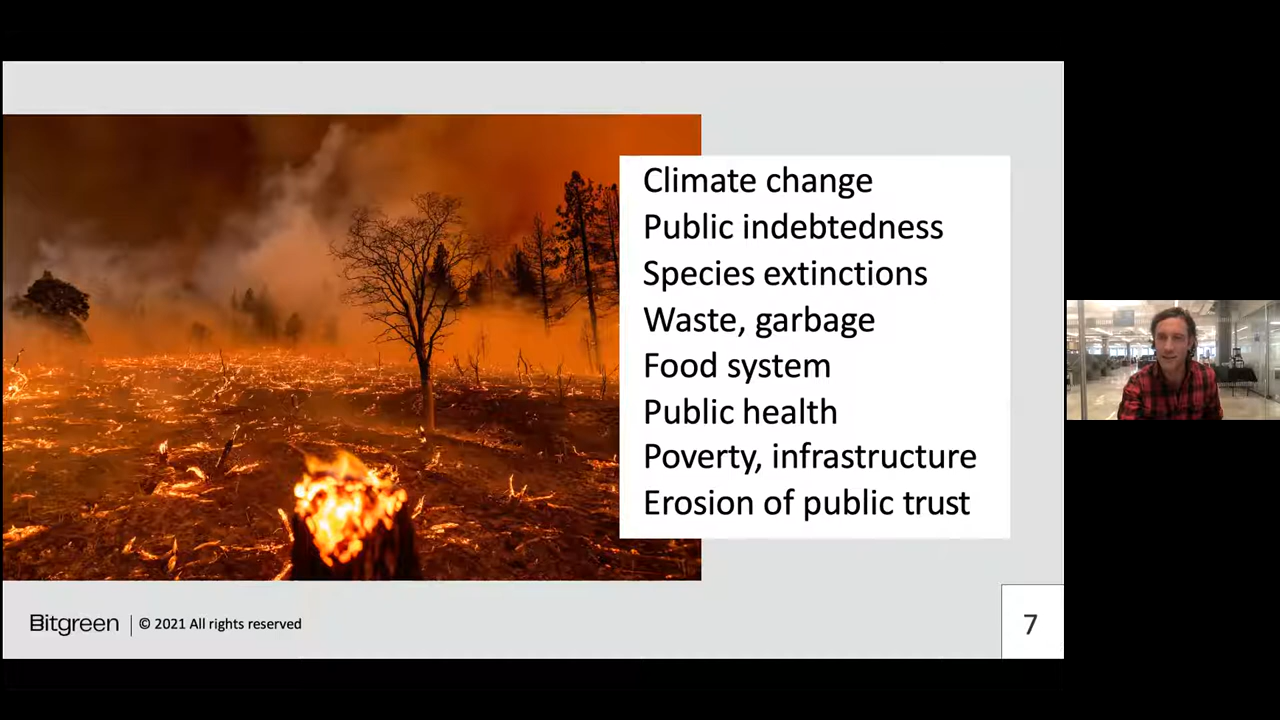 Climate change
Public indebtedness
Species extinctions
Waste, garbage
Food system
Public health
Poverty, infrastructure
Erosion of public trust
Bitgreen | © 2021 All rights reserved
7